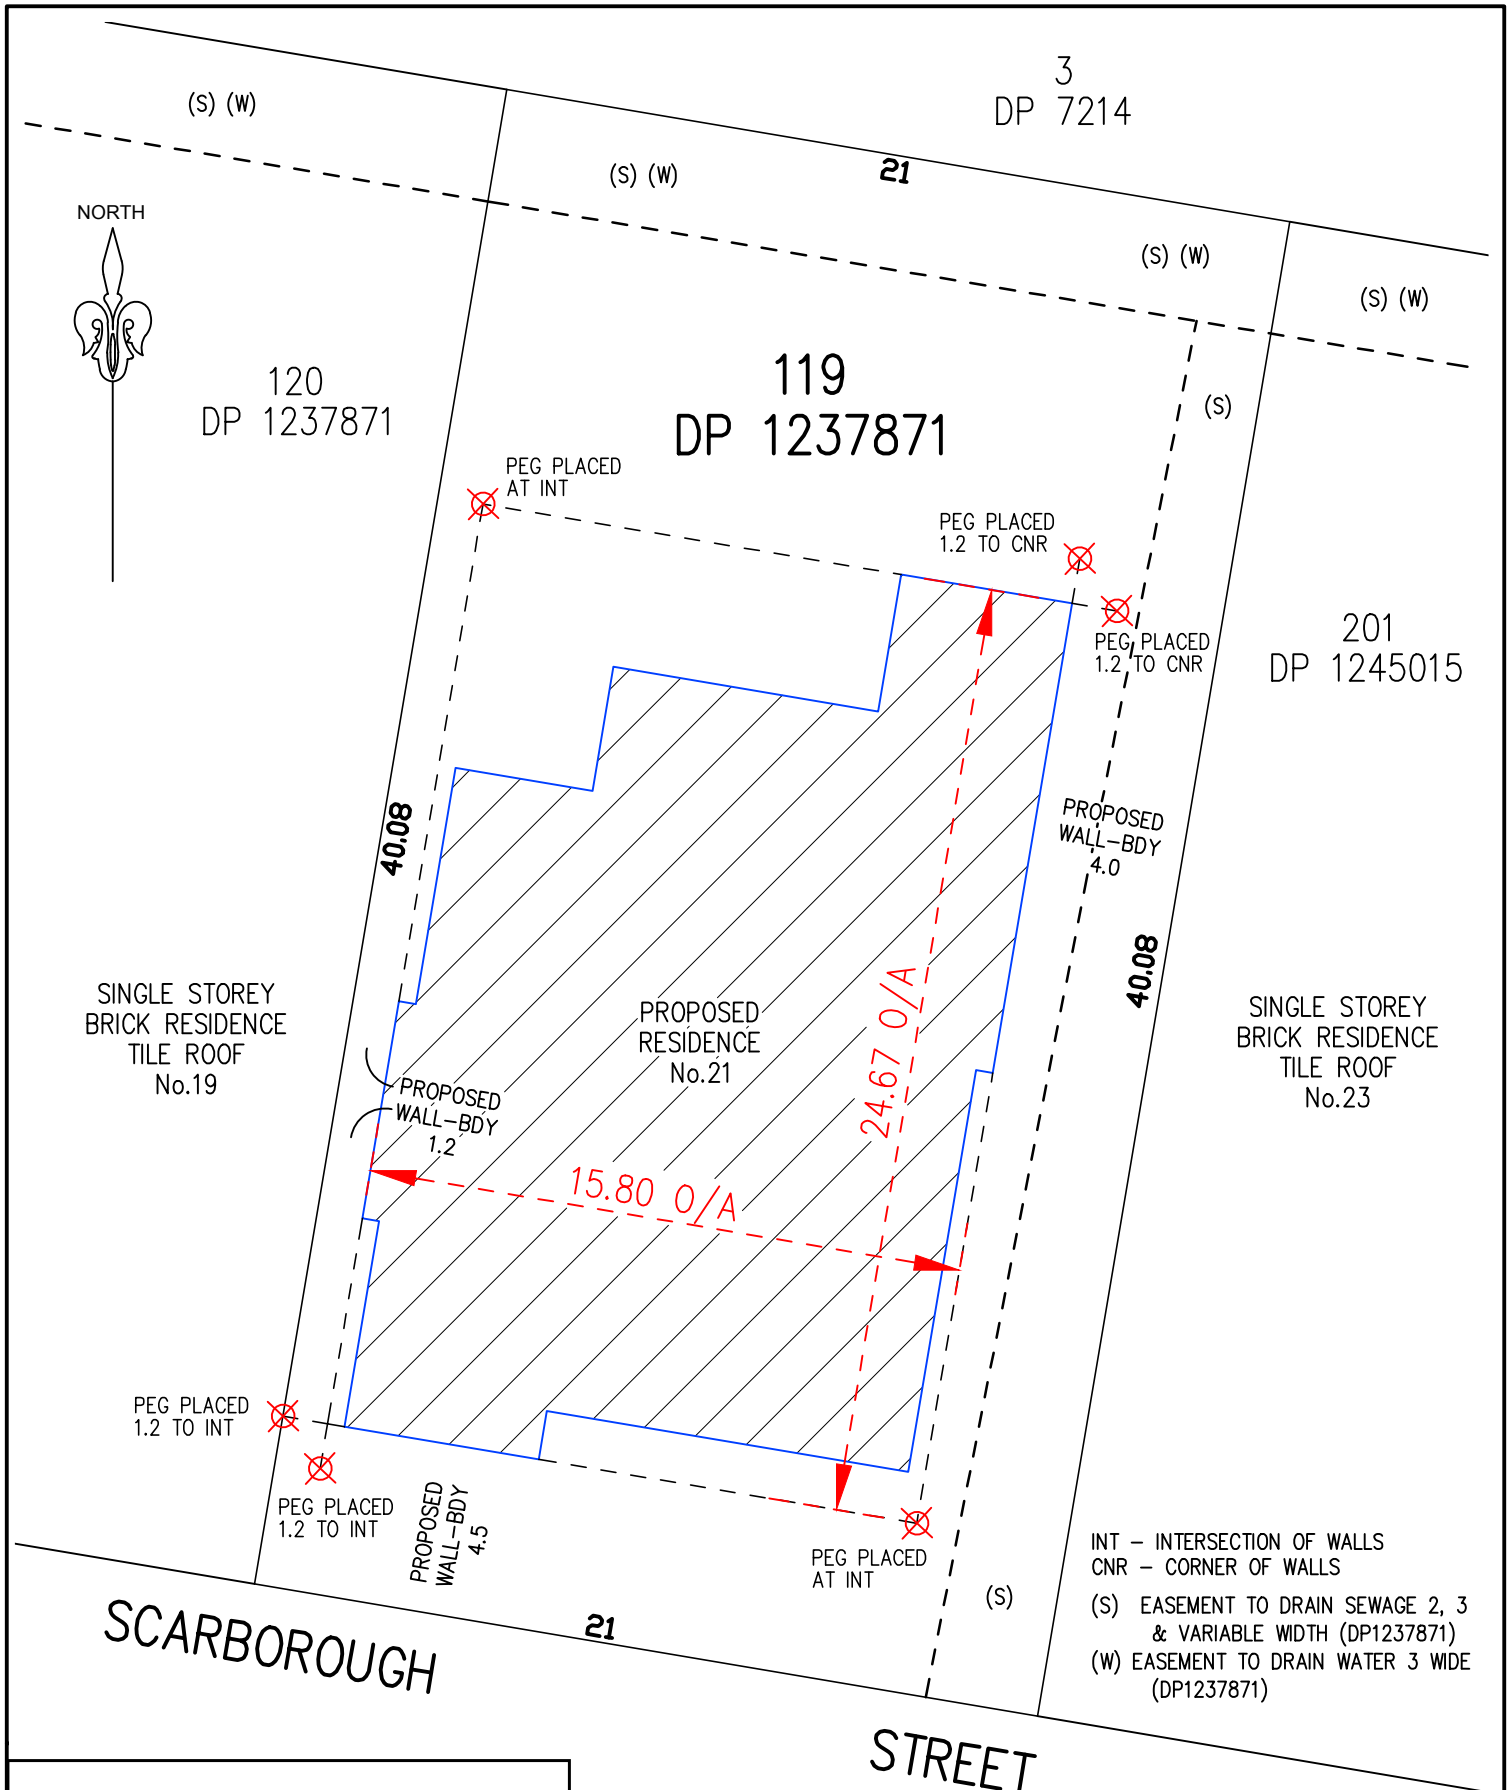 3
DP 7214
(S) (W)
(S) (W)
21
(S) (W)
(S) (W)
NORTH
120
DP 1237871
119
DP 1237871
(S)
PEG PLACED
AT INT
PEG PLACED
1.2 TO CNR
PEG PLACED
1.2 TO CNR
201
DP 1245015
40.08
PROPOSED
WALL-BDY
4.0
40.08
SINGLE STOREY
BRICK RESIDENCE
TILE ROOF
No.19
PROPOSED
RESIDENCE
No.21
24.67 O/A
SINGLE STOREY
BRICK RESIDENCE
TILE ROOF
No.23
PROPOSED
WALL-BDY
1.2
15.80 O/A
PEG PLACED
1.2 TO INT
PEG PLACED
1.2 TO INT
PROPOSED
WALL-BDY
4.5
PEG PLACED
AT INT
(S)
21
INT - INTERSECTION OF WALLS
CNR - CORNER OF WALLS
(S) EASEMENT TO DRAIN SEWAGE 2, 3
& VARIABLE WIDTH (DP1237871)
(W) EASEMENT TO DRAIN WATER 3 WIDE
(DP1237871)
SCARBOROUGH STREET